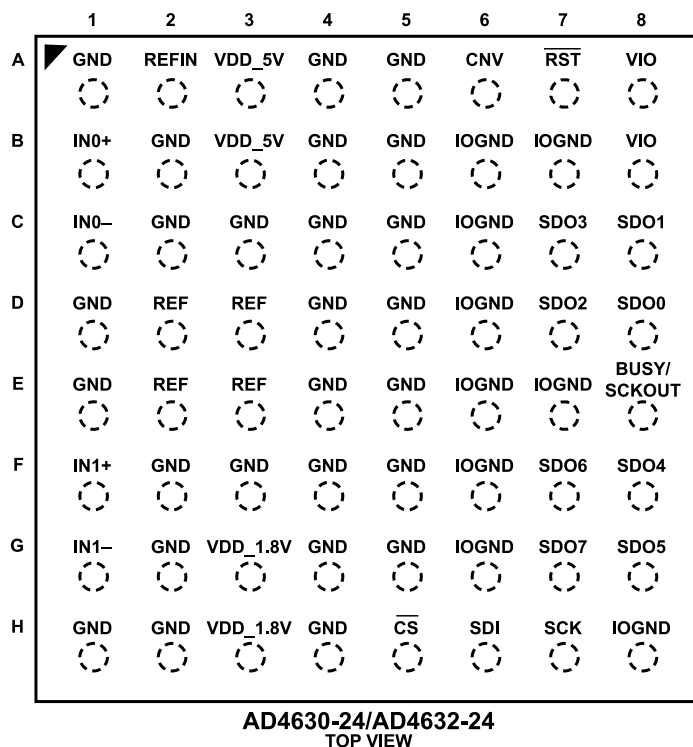 1 2 3 4 5 6 7 8
A GND REFIN VDD_5V GND GND CNV R̅S̅T̅ VIO
B IN0+ GND VDD_5V GND GND IOGND IOGND VIO
C IN0– GND GND GND GND IOGND SDO3 SDO1
D GND REF REF GND GND IOGND SDO2 SDO0
E GND REF REF GND GND IOGND IOGND BUSY/
SCKOUT
F IN1+ GND GND GND GND IOGND SDO6 SDO4
G IN1– GND VDD_1.8V GND GND IOGND SDO7 SDO5
H GND GND VDD_1.8V GND C̅S̅ SDI SCK IOGND
AD4630-24/AD4632-24
TOP VIEW